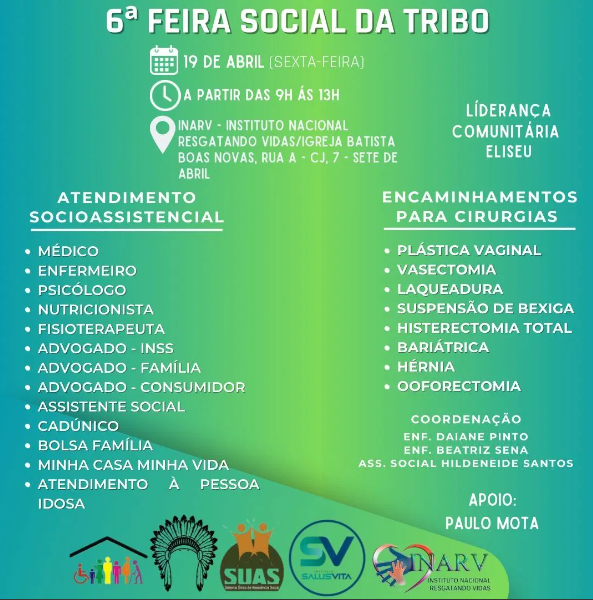 6ª FEIRA SOCIAL DA TRIBO
19 DE ABRIL (SEXTA-FEIRA)
A PARTIR DAS 9H ÁS 13H
INARV - INSTITUTO NACIONAL
RESGATANDO VIDAS/IGREJA BATISTA
BOAS NOVAS, RUA A - CJ, 7 - SETE DE
ABRIL
LÍDERANÇA
COMUNITÁRIA
ELISEU
ATENDIMENTO
SOCIOASSISTENCIAL
• MÉDICO
• ENFERMEIRO
• PSICÓLOGO
• NUTRICIONISTA
• FISIOTERAPEUTA
• ADVOGADO - INSS
• ADVOGADO - FAMÍLIA
• ADVOGADO - CONSUMIDOR
• ASSISTENTE SOCIAL
• CADÚNICO
• BOLSA FAMÍLIA
• MINHA CASA MINHA VIDA
• ATENDIMENTO À PESSOA
IDOSA
ENCAMINHAMENTOS
PARA CIRURGIAS
• PLÁSTICA VAGINAL
• VASECTOMIA
• LAQUEADURA
• SUSPENSÃO DE BEXIGA
• HISTERECTOMIA TOTAL
• BARIÁTRICA
• HÉRNIA
• OOFORECTOMIA
COORDENAÇÃO
ENF. DAIANE PINTO
ENF. BEATRIZ SENA
ASS. SOCIAL HILDENEIDE SANTOS
APOIO:
PAULO MOTA
SUAS
SV
SALUSVITA
INARV
INSTITUTO NACIONAL
RESGATANDO VIDAS